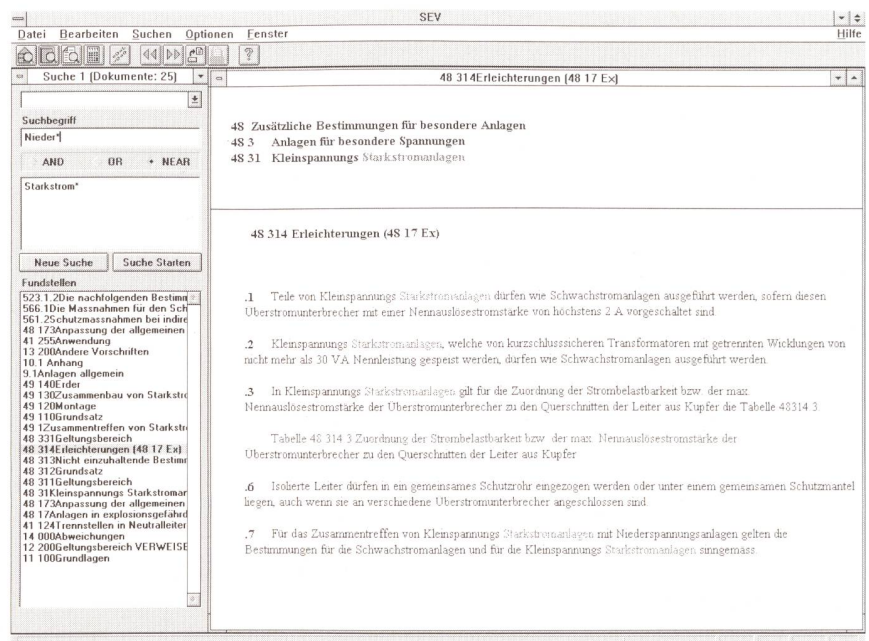 SEV
Datei Bearbeiten Suchen Optionen Fenster Hilfe
Suche 1 (Dokumente: 25)
Suchbegriff
Nieder*
AND OR NEAR
Starkstrom*
Neue Suche Suche Starten
Fundstellen
523.1.2Die nachfolgenden Bestimm
566.1Die Massnahmen für den Sch
561.2Schutzmassnahmen bei indire
48 173Anpassung der allgemeinen
41 255Anwendung
13 200Andere Vorschriften
10.1 Anhang
9.1Anlagen allgemein
49 140Erder
49 130Zusammenbau von Starkstro
49 120Montage
49 110Grundsatz
49 1Zusammentreffen von Starkstr
48 331Geltungsbereich
48 314Erleichterungen (48 17 Ex)
48 313Nicht einzuhaltende Bestimm
48 312Grundsatz
48 311Geltungsbereich
48 31Kleinspannungs Starkstromar
48 173Anpassung der allgemeinen
48 17Anlagen in explosionsgefährd
41 124Trennstellen in Neutralleiter
14 000Abweichungen
12 200Geltungsbereich VERWEISE
11 100Grundlagen
48 314Erleichterungen (48 17 Ex)
48 Zusätzliche Bestimmungen für besondere Anlagen
48 3 Anlagen für besondere Spannungen
48 31 Kleinspannungs Starkstromanlagen
48 314 Erleichterungen (48 17 Ex)
.1 Teile von Kleinspannungs Starkstromanlagen dürfen wie Schwachstromanlagen ausgeführt werden, sofern diesen
Uberstromunterbrecher mit einer Nennauslösestromstärke von höchstens 2 A vorgeschaltet sind
.2 Kleinspannungs Starkstromanlagen, welche von kurzschlusssicheren Transformatoren mit getrennten Wicklungen von
nicht mehr als 30 VA Nennleistung gespeist werden, dürfen wie Schwachstromanlagen ausgeführt werden.
.3 In Kleinspannungs Starkstromanlagen gilt für die Zuordnung der Strombelastbarkeit bzw. der max.
Nennauslösestromstärke der Uberstromunterbrecher zu den Querschnitten der Leiter aus Kupfer die Tabelle 48314 3.
Tabelle 48 314 3 Zuordnung der Strombelastbarkeit bzw. der max. Nennauslösestromstärke der
Uberstromunterbrecher zu den Querschnitten der Leiter aus Kupfer
.6 Isolierte Leiter dürfen in ein gemeinsames Schutzrohr eingezogen werden oder unter einem gemeinsamen Schutzmantel
liegen, auch wenn sie an verschiedene Uberstromunterbrecher angeschlossen sind.
.7 Für das Zusammentreffen von Kleinspannungs Starkstromanlagen mit Niederspannungsanlagen gelten die
Bestimmungen für die Schwachstromanlagen und für die Kleinspannungs Starkstromanlagen sinngemäss.